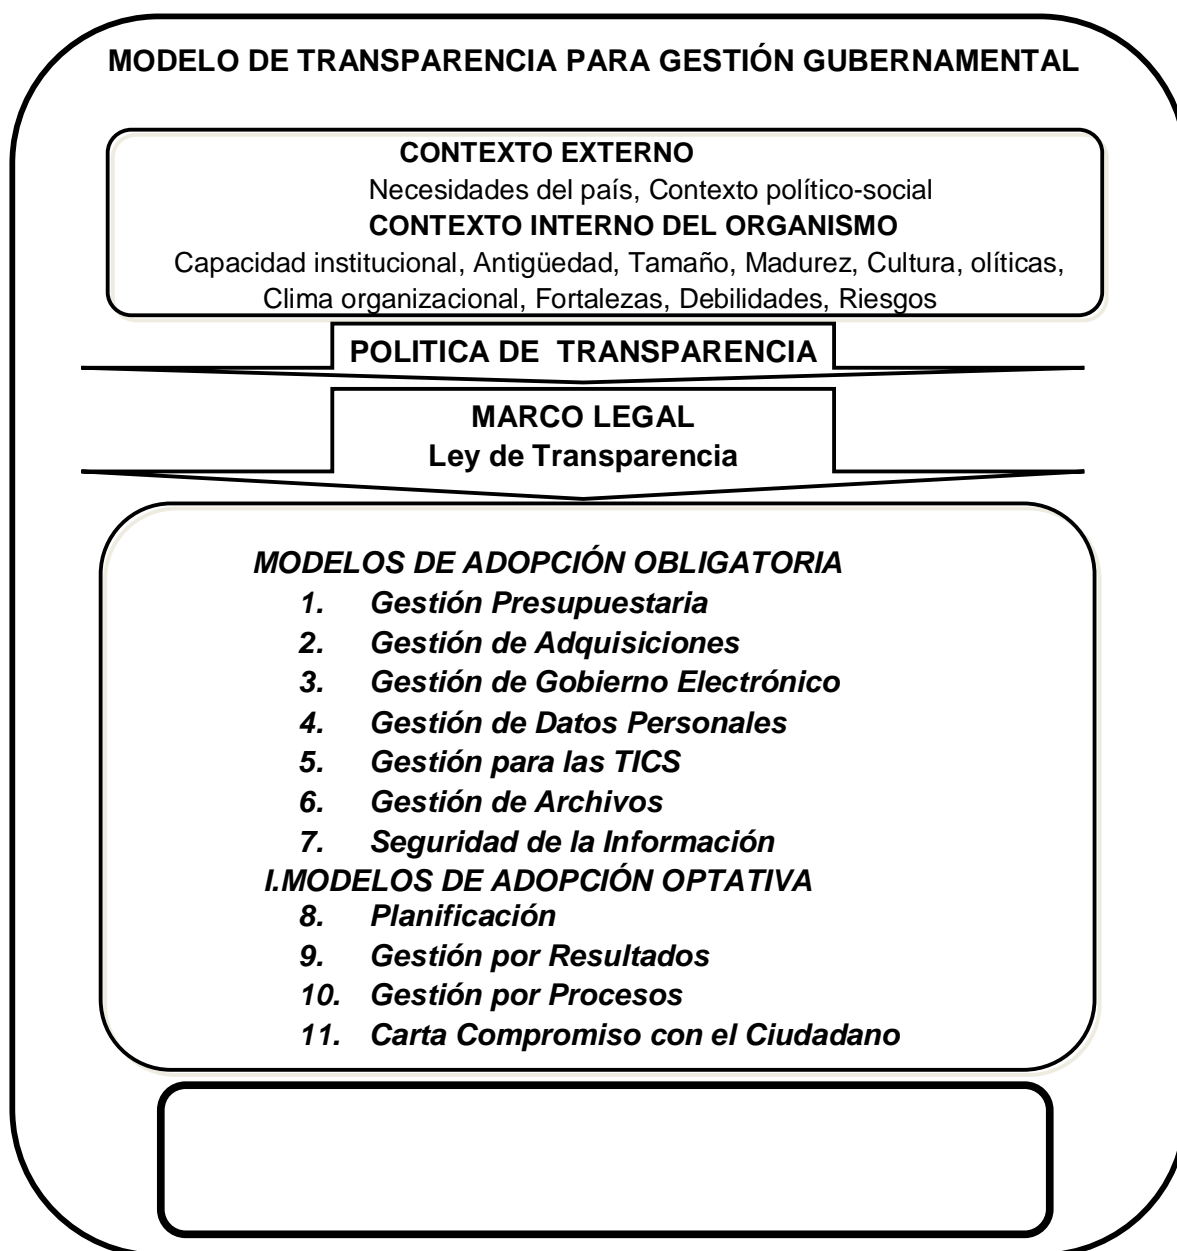 MODELO DE TRANSPARENCIA PARA GESTIÓN GUBERNAMENTAL
CONTEXTO EXTERNO
Necesidades del país, Contexto político-social
CONTEXTO INTERNO DEL ORGANISMO
Capacidad institucional, Antigüedad, Tamaño, Madurez, Cultura, olíticas,
Clima organizacional, Fortalezas, Debilidades, Riesgos
POLITICA DE TRANSPARENCIA
MARCO LEGAL
Ley de Transparencia
MODELOS DE ADOPCIÓN OBLIGATORIA
1. Gestión Presupuestaria
2. Gestión de Adquisiciones
3. Gestión de Gobierno Electrónico
4. Gestión de Datos Personales
5. Gestión para las TICS
6. Gestión de Archivos
7. Seguridad de la Información
I.MODELOS DE ADOPCIÓN OPTATIVA
8. Planificación
9. Gestión por Resultados
10. Gestión por Procesos
11. Carta Compromiso con el Ciudadano